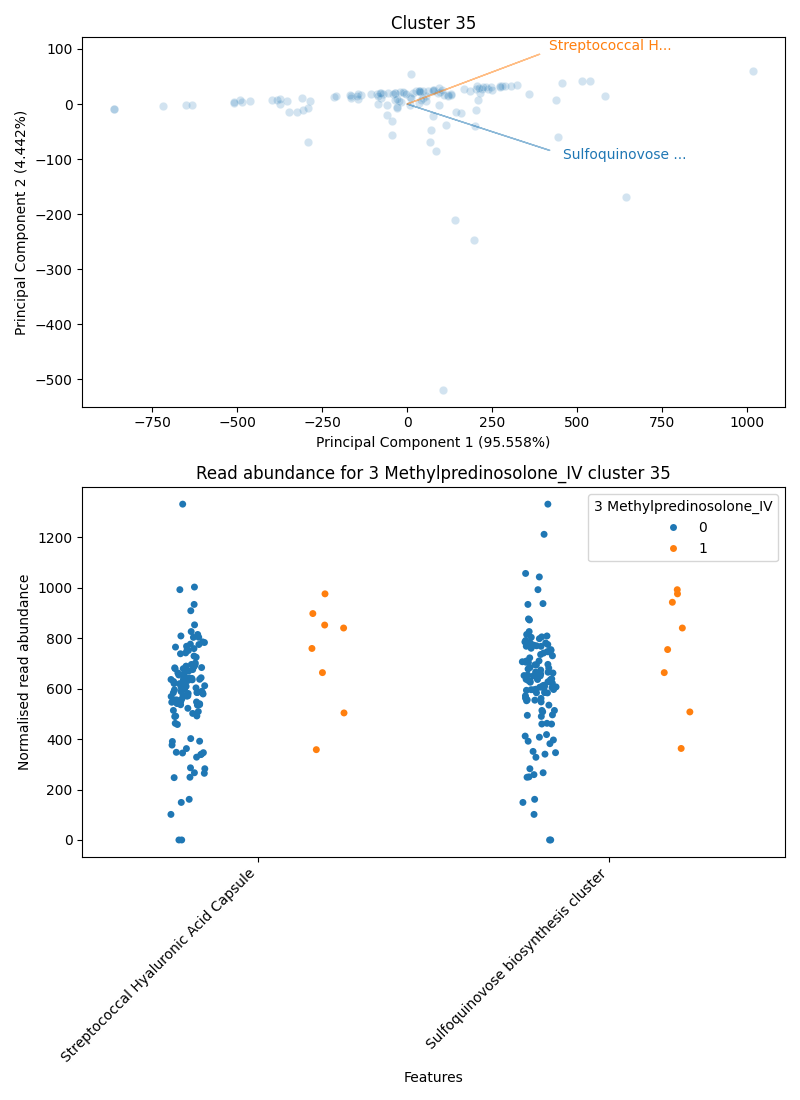 Cluster 35
Streptococcal H...
Sulfoquinovose ...
100
0
−100
−200
−300
−400
−500
Principal Component 2 (4.442%)
−750
−500
−250
0
250
500
750
1000
Principal Component 1 (95.558%)
Read abundance for 3 Methylpredinosolone_IV cluster 35
3 Methylpredinosolone_IV
0
1
1200
1000
800
600
400
200
0
Normalised read abundance
Streptococcal Hyaluronic Acid Capsule
Sulfoquinovose biosynthesis cluster
Features